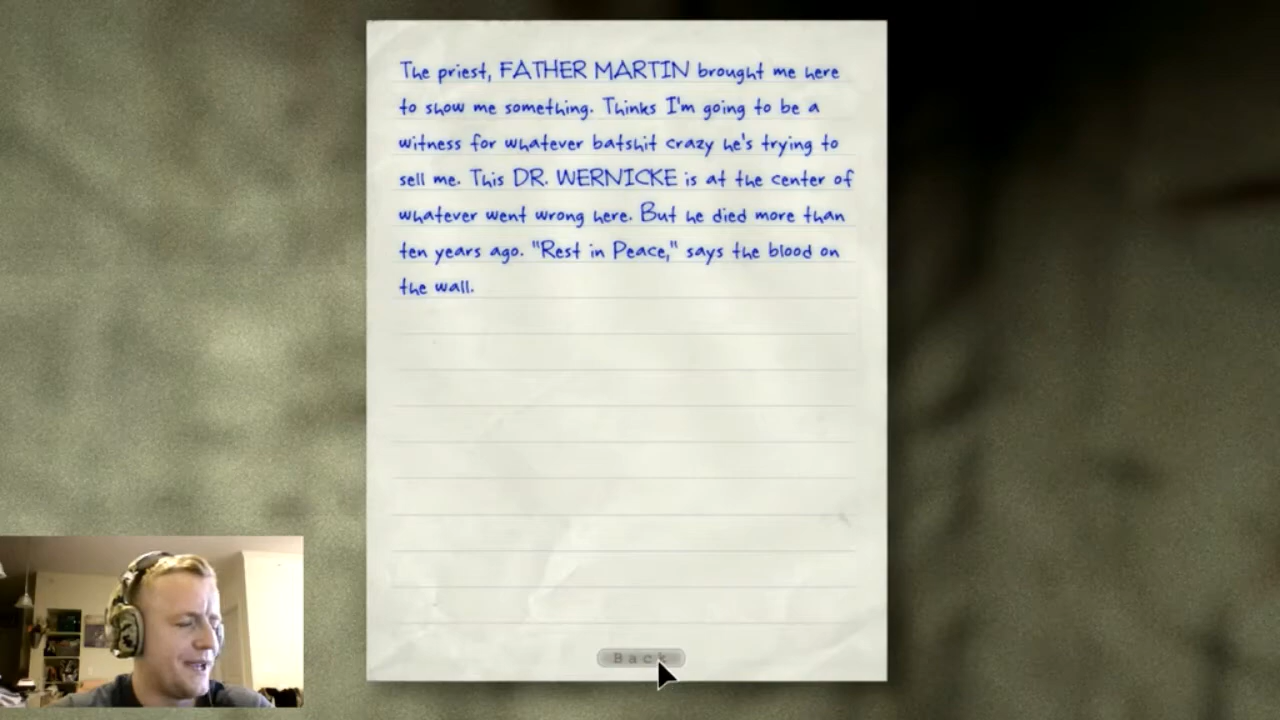 The priest, FATHER MARTIN brought me here
to show me something. Thinks I'm going to be a
witness for whatever batshit crazy he's trying to
sell me. This DR. WERNICKE is at the center of
whatever went wrong here. But he died more than
ten years ago. "Rest in Peace," says the blood on
the wall.
Back